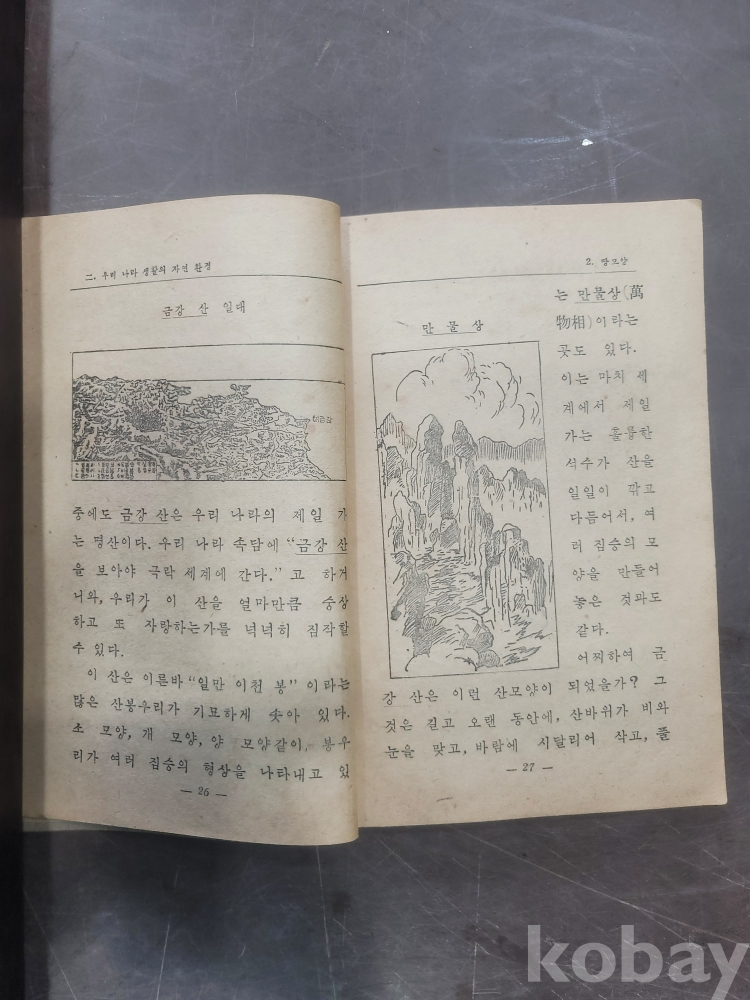 二. 우리 나라 생활의 자연 환경
금강 산 일대
중에도 금강 산은 우리 나라의 제일 가
는 명산이다. 우리 나라 속담에 "금강 산
을 보아야 극락 세계에 간다." 고 하거
니와, 우리가 이 산을 얼마만큼 숭상
하고 또 자랑하는가를 넉넉히 짐작할
수 있다.
이 산은 이른바 "일만 이천 봉" 이라는
많은 산봉우리가 기묘하게 솟아 있다.
소 모양, 개 모양, 양 모양같이, 봉우
리가 여러 짐승의 형상을 나타내고 있
— 26 —
2. 땅모양
만 물 상
는 만물상(萬
物相)이라는
곳도 있다.
이는 마치 세
계에서 제일
가는 훌륭한
석수가 산을
일일이 깎고
다듬어서, 여
러 짐승의 모
양을 만들어
놓은 것과도
같다.
어찌하여 금
강 산은 이런 산모양이 되었을가? 그
것은 길고 오랜 동안에, 산바위가 비와
눈을 맞고, 바람에 시달리어 삭고, 풀
— 27 —
kobay